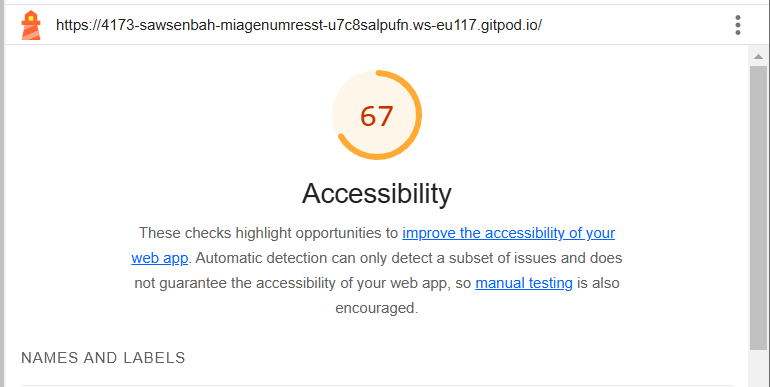 https://4173-sawsenbah-miagenumresst-u7c8salpufn.ws-eu117.gitpod.io/
67
Accessibility
These checks highlight opportunities to improve the accessibility of your
web app. Automatic detection can only detect a subset of issues and does
not guarantee the accessibility of your web app, so manual testing is also
encouraged.
NAMES AND LABELS